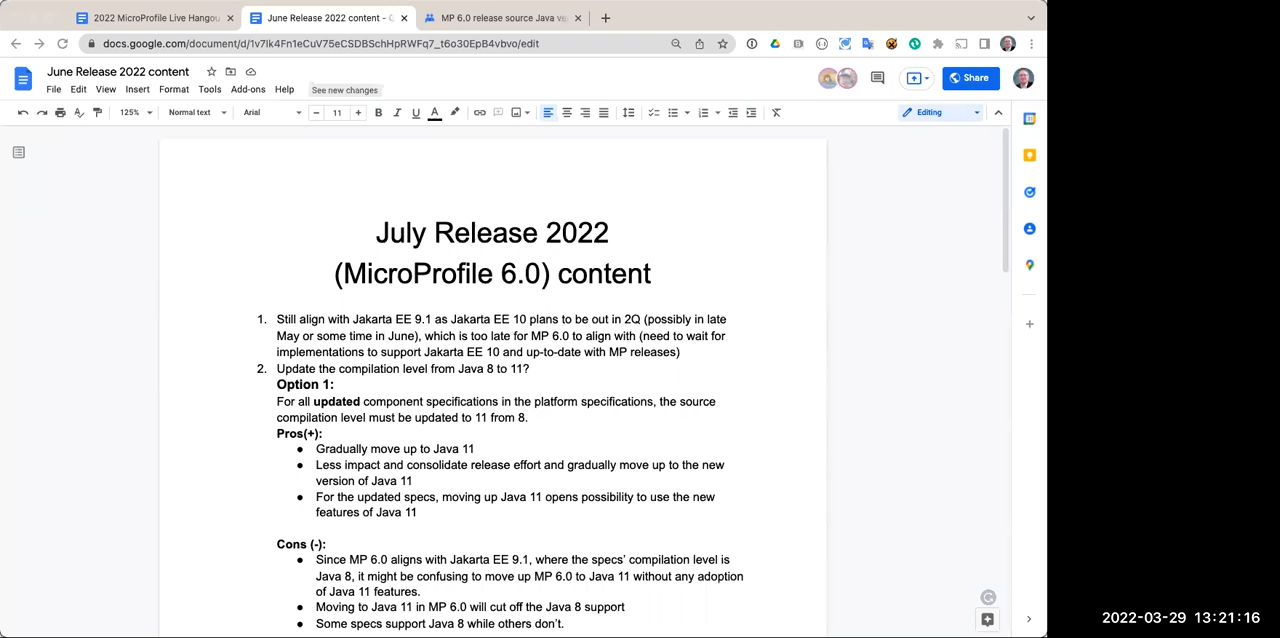 2022 MicroProfile Live Hangou
June Release 2022 content - G
MP 6.0 release source Java ve
docs.google.com/document/d/1v7lk4Fn1eCuV75eCSDBSchHpRWFq7_t6o30EpB4vbvo/edit
June Release 2022 content
Share
File Edit View Insert Format Tools Add-ons Help See new changes
125% Normal text Arial 11 B I U A Editing
July Release 2022
(MicroProfile 6.0) content
1. Still align with Jakarta EE 9.1 as Jakarta EE 10 plans to be out in 2Q (possibly in late
May or some time in June), which is too late for MP 6.0 to align with (need to wait for
implementations to support Jakarta EE 10 and up-to-date with MP releases)
2. Update the compilation level from Java 8 to 11?
Option 1:
For all updated component specifications in the platform specifications, the source
compilation level must be updated to 11 from 8.
Pros(+):
● Gradually move up to Java 11
● Less impact and consolidate release effort and gradually move up to the new
version of Java 11
● For the updated specs, moving up Java 11 opens possibility to use the new
features of Java 11
Cons (-):
● Since MP 6.0 aligns with Jakarta EE 9.1, where the specs' compilation level is
Java 8, it might be confusing to move up MP 6.0 to Java 11 without any adoption
of Java 11 features.
● Moving to Java 11 in MP 6.0 will cut off the Java 8 support
● Some specs support Java 8 while others don't.
2022-03-29 13:21:16